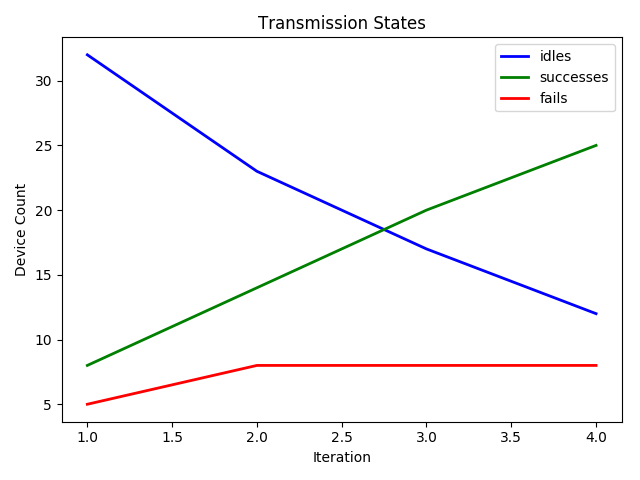 Transmission States
idles
successes
fails
Device Count
30
25
20
15
10
5
1.0 1.5 2.0 2.5 3.0 3.5 4.0
Iteration